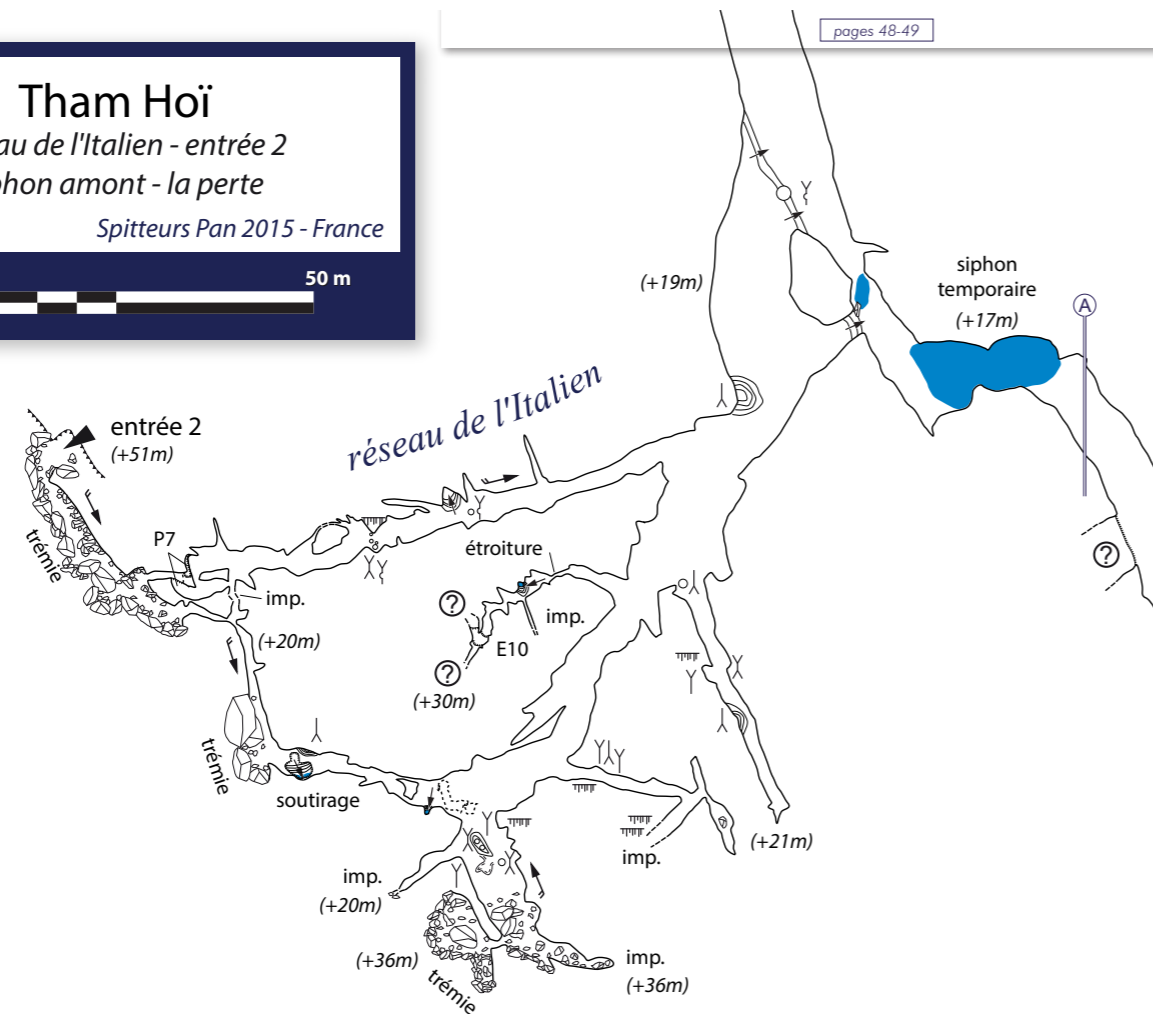 pages 48-49
Tham Hoï
au de l'Italien - entrée 2
phon amont - la perte
Spitteurs Pan 2015 - France
50 m
(+19m)
siphon
temporaire
(+17m)
A
réseau de l'Italien
entrée 2
(+51m)
trémie
P7
imp.
(+20m)
étroiture
imp.
?
E10
?
(+30m)
?
trémie
soutirage
imp.
(+21m)
imp.
(+20m)
(+36m)
trémie
imp.
(+36m)